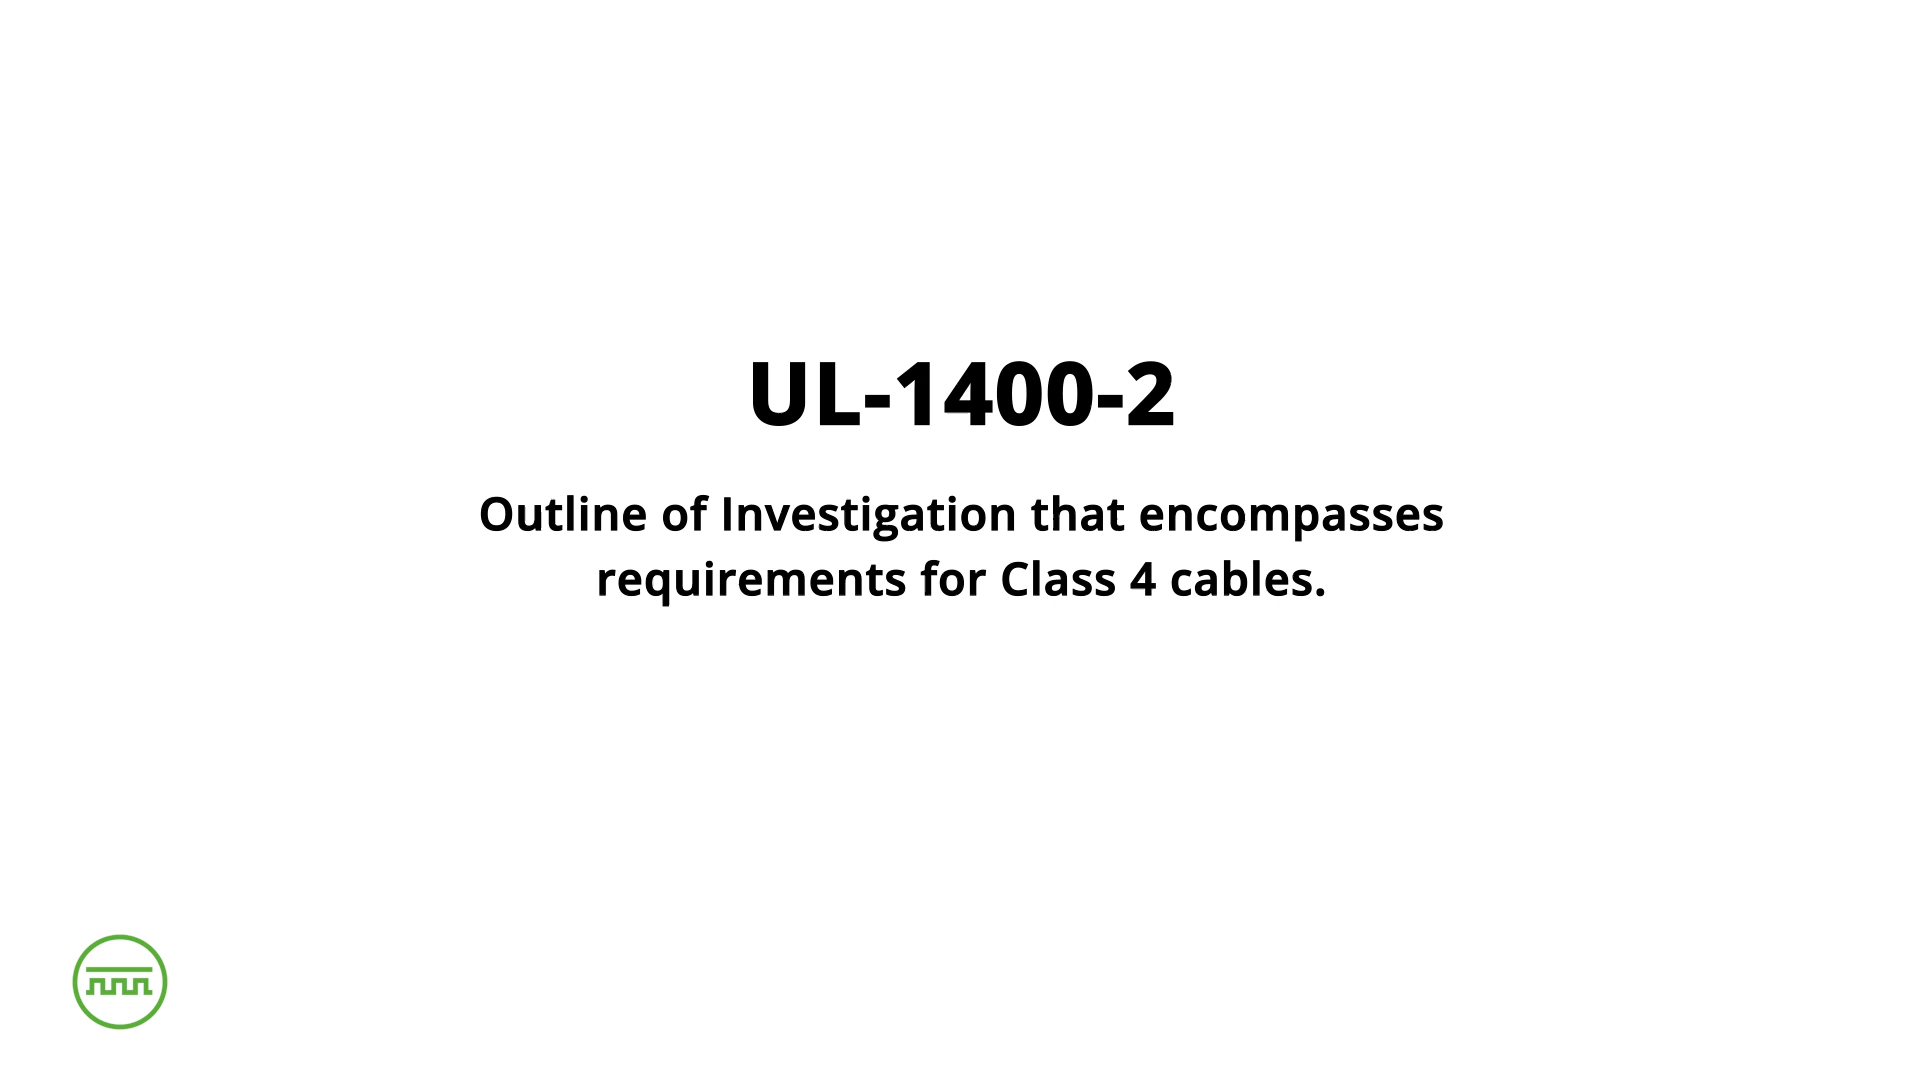 UL-1400-2
Outline of Investigation that encompasses
requirements for Class 4 cables.